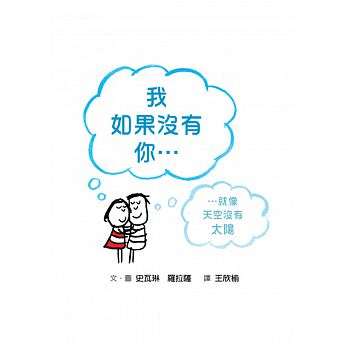 我
如果沒有
你…
…就像
天空沒有
太陽
文・圖 史瓦琳 羅拉薩 譯 王欣榆